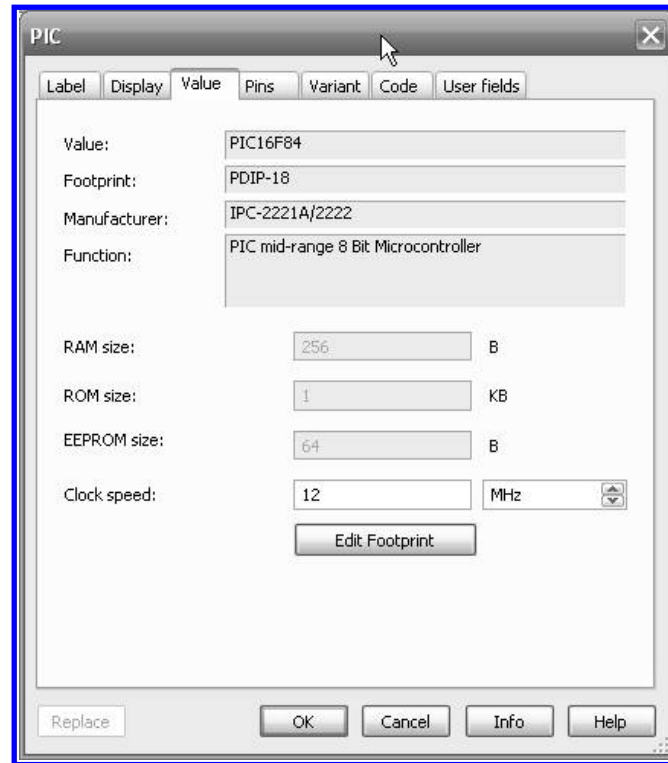 PIC
Label Display Value Pins Variant Code User fields
Value: PIC16F84
Footprint: PDIP-18
Manufacturer: IPC-2221A/2222
Function: PIC mid-range 8 Bit Microcontroller
RAM size: 256 B
ROM size: 1 KB
EEPROM size: 64 B
Clock speed: 12 MHz
Edit Footprint
Replace OK Cancel Info Help